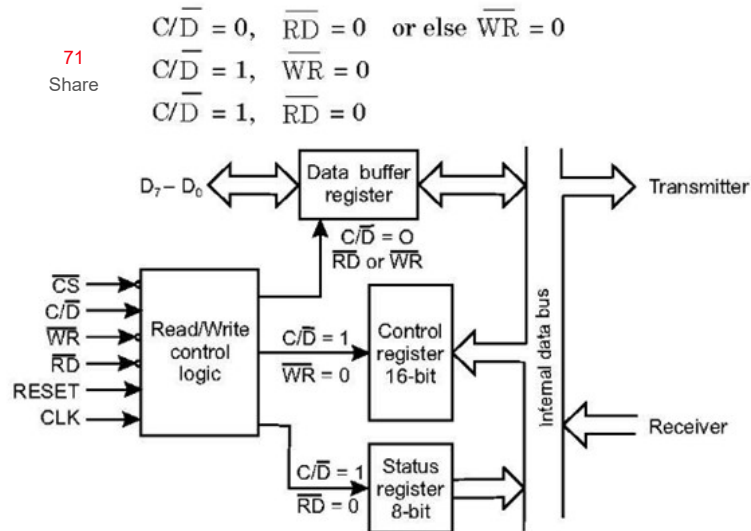 C/D̅ = 0, R̅D̅ = 0 or else W̅R̅ = 0
71
Share
C/D̅ = 1, W̅R̅ = 0
C/D̅ = 1, R̅D̅ = 0
D₇ – D₀
Data buffer
register
Transmitter
C/D̅ = O
R̅D̅ or W̅R̅
C̅S̅
C/D̅
W̅R̅
R̅D̅
RESET
CLK
Read/Write
control
logic
C/D̅ = 1
W̅R̅ = 0
Control
register
16-bit
Internal data bus
Receiver
C/D̅ = 1
R̅D̅ = 0
Status
register
8-bit